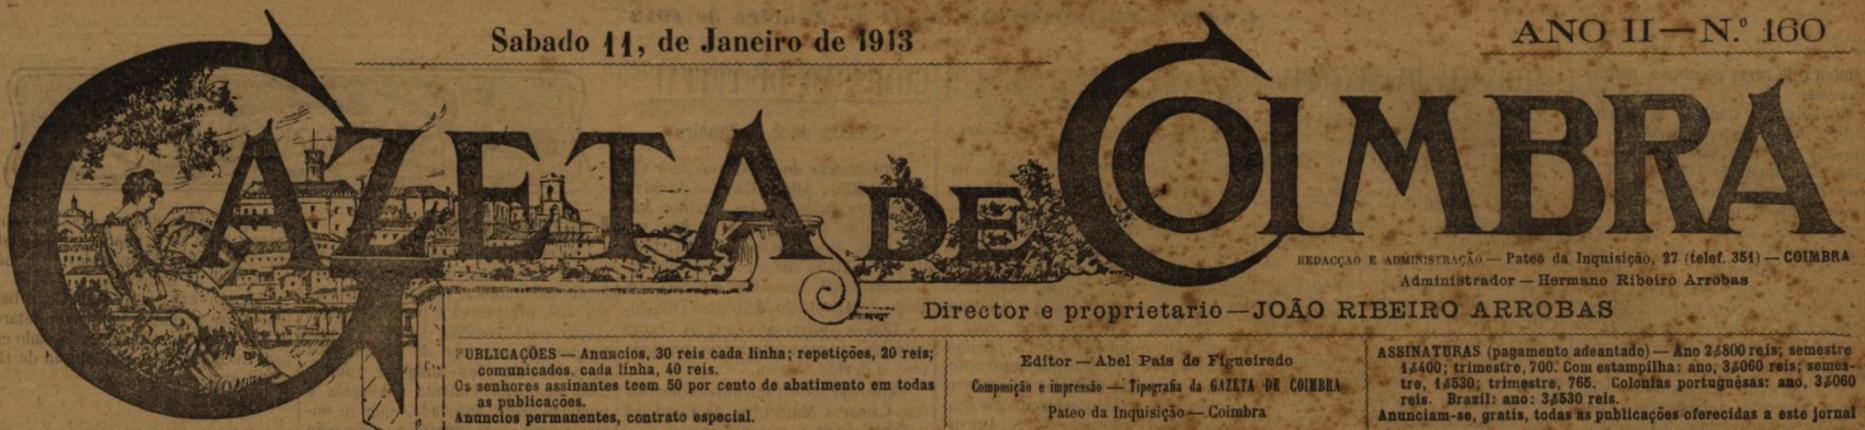 Sabado 11, de Janeiro de 1913
ANO II — N.º 160
GAZETA DE COIMBRA
REDACÇAO E ADMINISTRAÇÃO — Pateo da Inquisição, 27 (telef. 351) — COIMBRA
Administrador — Hermano Ribeiro Arrobas
Director e proprietario — JOÃO RIBEIRO ARROBAS
PUBLICAÇÕES — Anuncios, 30 reis cada linha; repetições, 20 reis;
comunicados, cada linha, 40 reis.
Os senhores assinantes teem 50 por cento de abatimento em todas
as publicações.
Anuncios permanentes, contrato especial.
Editor — Abel Pais de Figueiredo
Composição e impressão — Tipografia da GAZETA DE COIMBRA
Pateo da Inquisição — Coimbra
ASSINATURAS (pagamento adeantado) — Ano 2$800 reis; semestre
1$400; trimestre, 700. Com estampilha: ano, 3$060 reis; semes-
tre, 1$530; trimestre, 765. Colonias portuguêsas: ano, 3$060
reis. Brazil: ano: 3$530 reis.
Anunciam-se, gratis, todas as publicações oferecidas a este jornal